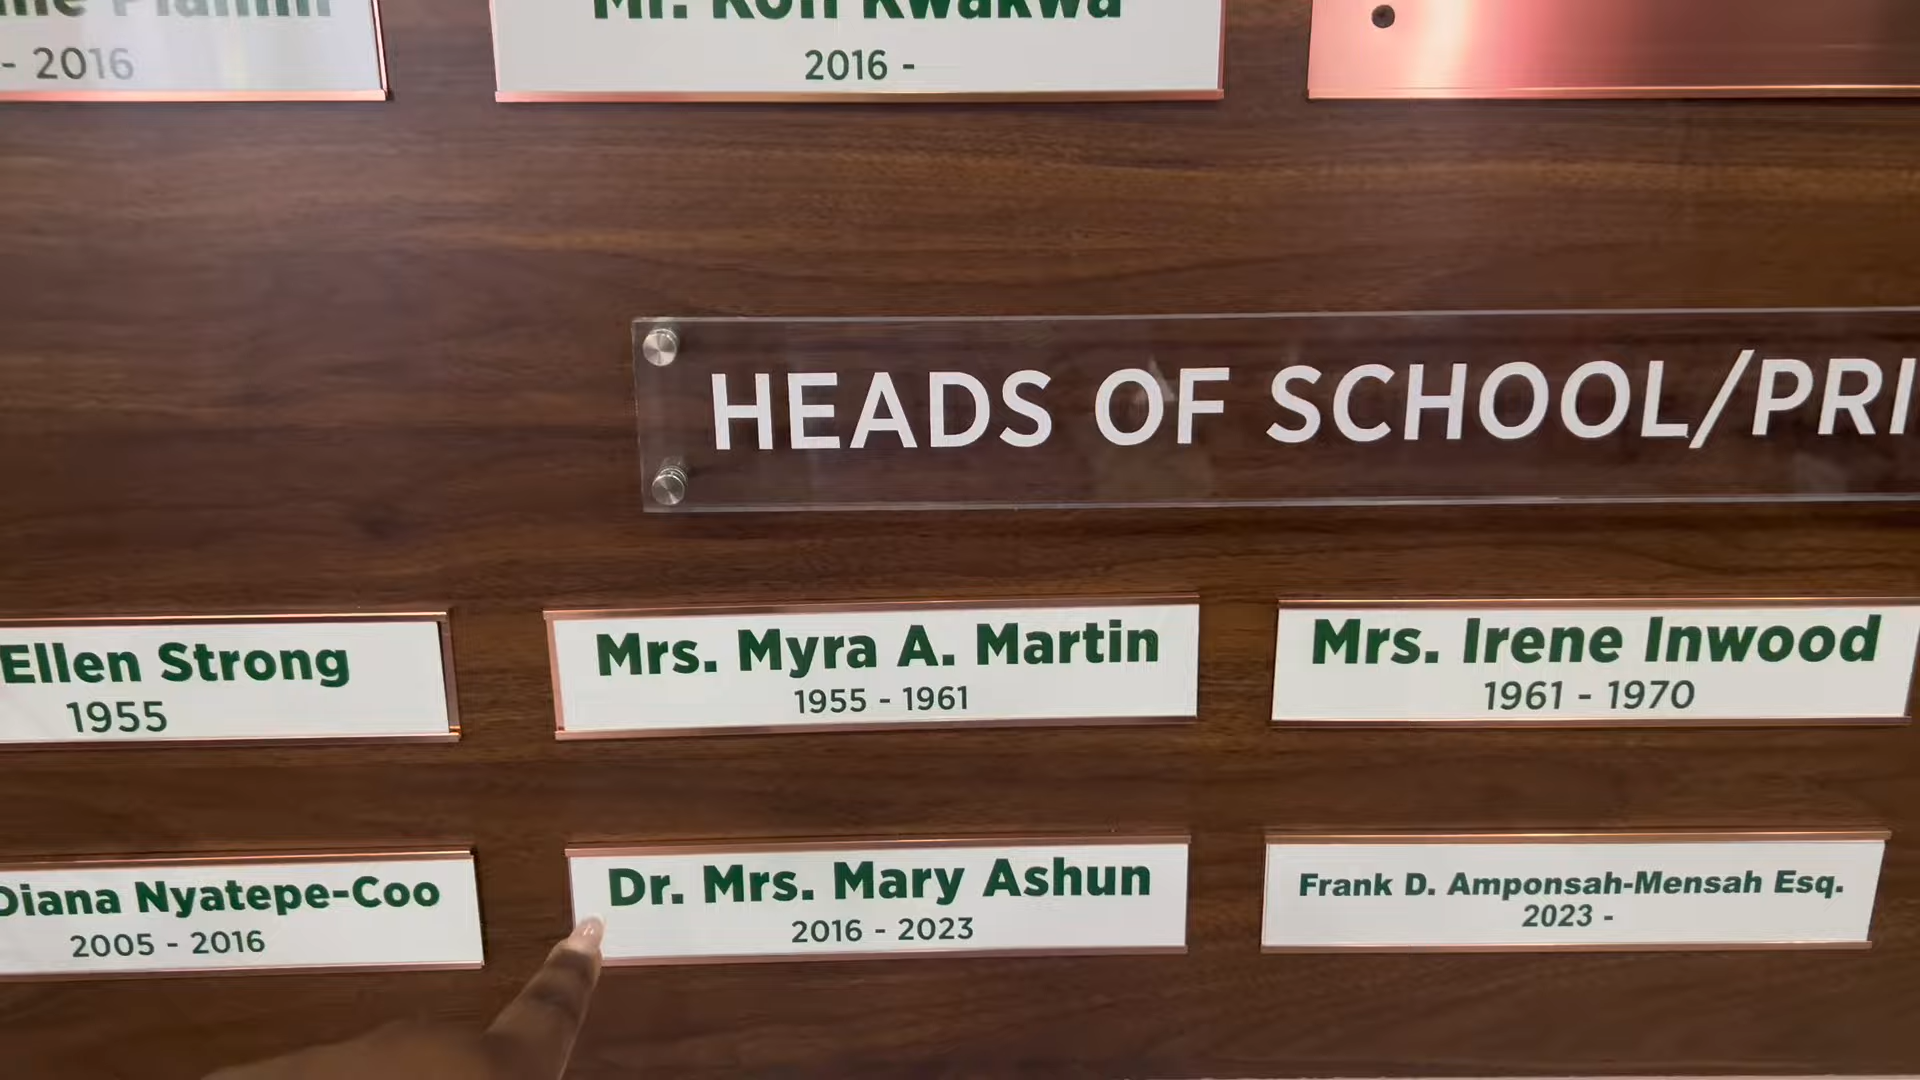 Mr. Kofi Kwakwa
- 2016
2016 -
HEADS OF SCHOOL/PRI
Ellen Strong
1955
Mrs. Myra A. Martin
1955 - 1961
Mrs. Irene Inwood
1961 - 1970
Diana Nyatepe-Coo
2005 - 2016
Dr. Mrs. Mary Ashun
2016 - 2023
Frank D. Amponsah-Mensah Esq.
2023 -